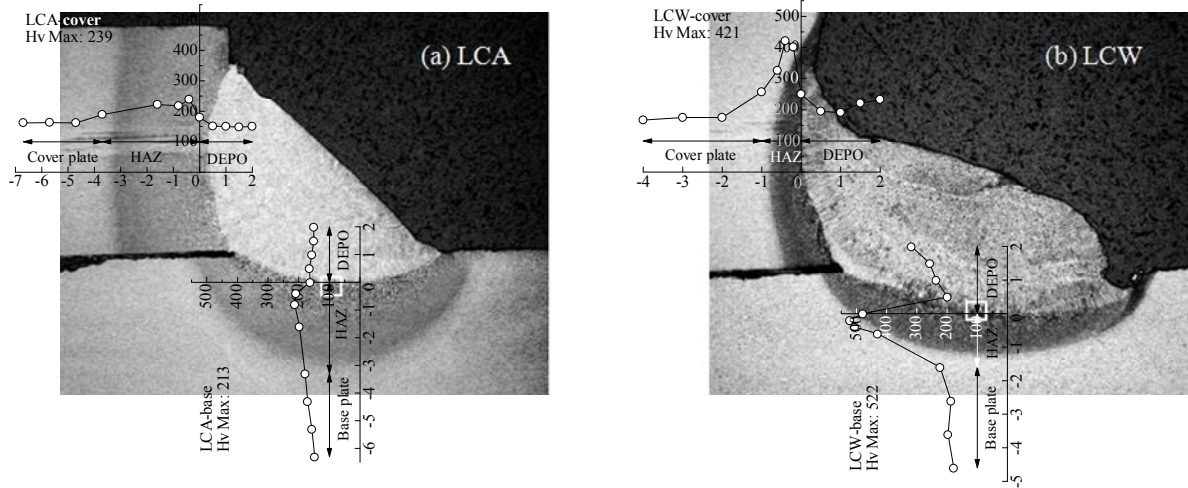 LCA-cover
Hv Max: 239
500
400
300
200
100
(a) LCA
Cover plate
HAZ
DEPO
-7 -6 -5 -4 -3 -2 -1 0 1 2
500 400 300 200 100
2
1
0
-1
-2
-3
-4
-5
-6
DEPO
HAZ
Base plate
LCA-base
Hv Max: 213
LCW-cover
Hv Max: 421
500
400
300
200
100
(b) LCW
Cover plate
HAZ
DEPO
-4 -3 -2 -1 0 1 2
500 400 300 200 100
2
1
0
-1
-2
-3
-4
-5
DEPO
HAZ
Base plate
LCW-base
Hv Max: 522